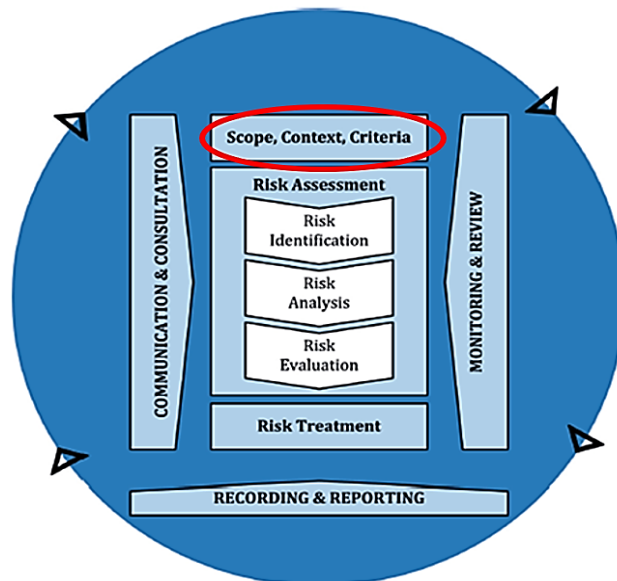 Scope, Context, Criteria
COMMUNICATION & CONSULTATION
Risk Assessment
Risk
Identification
Risk
Analysis
Risk
Evaluation
MONITORING & REVIEW
Risk Treatment
RECORDING & REPORTING